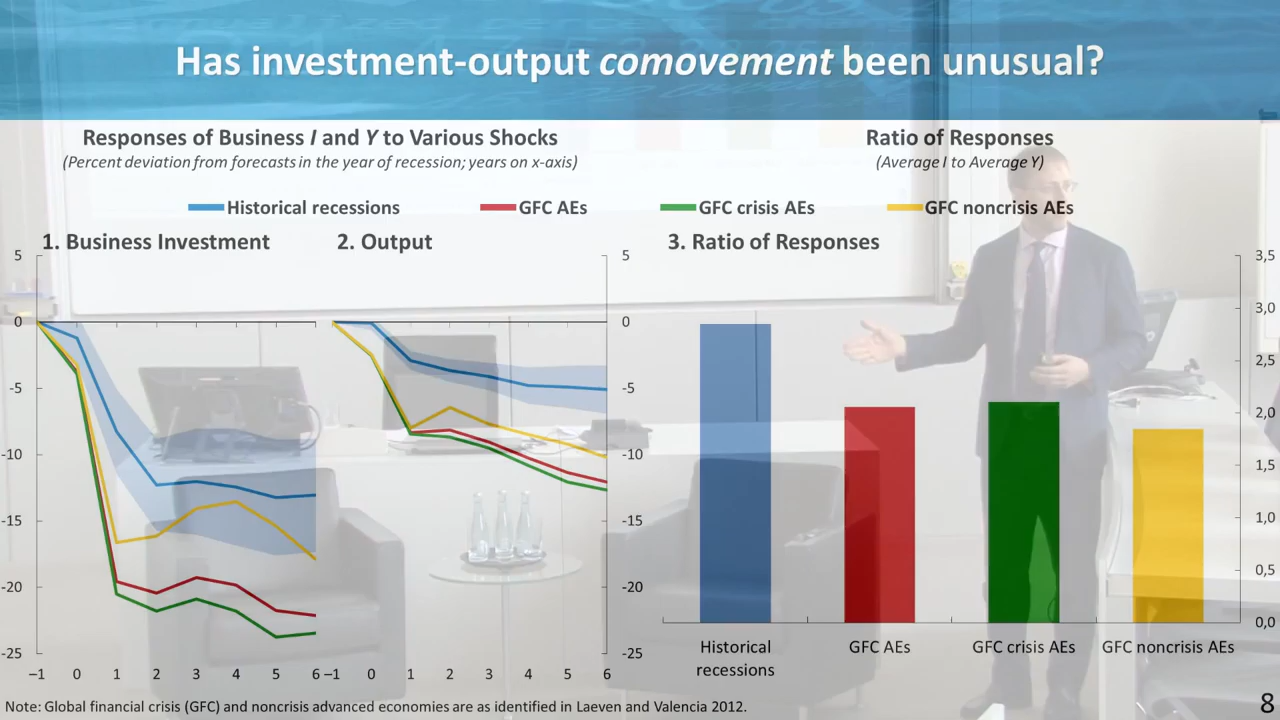 Has investment-output comovement been unusual?
Responses of Business I and Y to Various Shocks
(Percent deviation from forecasts in the year of recession; years on x-axis)
Ratio of Responses
(Average I to Average Y)
Historical recessions
GFC AEs
GFC crisis AEs
GFC noncrisis AEs
1. Business Investment
2. Output
3. Ratio of Responses
5
0
-5
-10
-15
-20
-25
–1 0 1 2 3 4 5 6
–1 0 1 2 3 4 5 6
5
0
-5
-10
-15
-20
-25
3,5
3,0
2,5
2,0
1,5
1,0
0,5
0,0
Historical
recessions
GFC AEs
GFC crisis AEs
GFC noncrisis AEs
Note: Global financial crisis (GFC) and noncrisis advanced economies are as identified in Laeven and Valencia 2012.
8